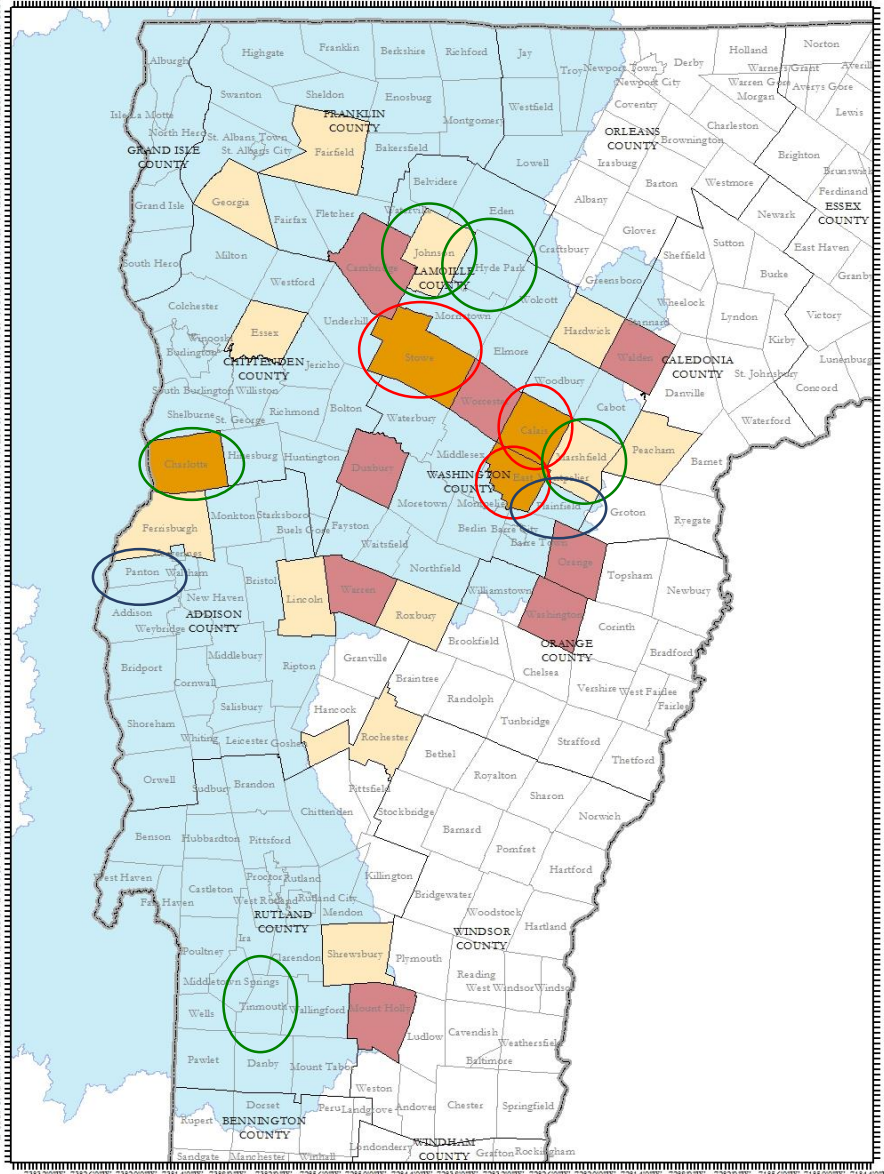 Norton
Holland
Franklin
Berkshire
Richford
Jay
Highgate
Alburgh
Derby
Troy
Newport Town
Warners Grant
Averill
Newport City
Warren Gore
Averys Gore
Morgan
Swanton
Sheldon
Enosburg
Westfield
Coventry
Lewis
Isle La Motte
FRANKLIN
COUNTY
Montgomery
Charleston
North Hero
St. Albans Town
ORLEANS
COUNTY
Brownington
GRAND ISLE
COUNTY
St. Albans City
Fairfield
Bakersfield
Lowell
Irasburg
Brighton
Brunswick
Belvidere
Barton
Westmore
Ferdinand
Georgia
Albany
ESSEX
COUNTY
Grand Isle
Fairfax
Fletcher
Waterville
Eden
Newark
Glover
Sutton
East Haven
South Hero
Milton
Cambridge
Johnson
Craftsbury
Sheffield
LAMOILLE
COUNTY
Hyde Park
Burke
Granby
Westford
Greensboro
Colchester
Wolcott
Wheelock
Underhill
Morristown
Lyndon
Victory
Essex
Hardwick
Stannard
Winooski
Kirby
Burlington
Stowe
Elmore
Walden
CALEDONIA
COUNTY
Lunenburg
CHITTENDEN
COUNTY
Jericho
St. Johnsbury
Woodbury
Concord
South Burlington
Williston
Danville
Worcester
Cabot
Shelburne
St. George
Richmond
Bolton
Waterbury
Waterford
Calais
Charlotte
Hinesburg
Huntington
Duxbury
Middlesex
Marshfield
Peacham
Barnet
WASHINGTON
COUNTY
East Montpelier
Moretown
Montpelier
Plainfield
Groton
Monkton
Starksboro
Ferrisburgh
Buels Gore
Fayston
Berlin
Barre City
Ryegate
Waitsfield
Barre Town
Vergennes
Panton
Waltham
Bristol
Northfield
Orange
Topsham
New Haven
Lincoln
Warren
Williamstown
Newbury
Addison
ADDISON
COUNTY
Roxbury
Washington
Weybridge
Corinth
Brookfield
ORANGE
COUNTY
Middlebury
Granville
Bradford
Bridport
Ripton
Braintree
Chelsea
Cornwall
Vershire
West Fairlee
Randolph
Salisbury
Hancock
Fairlee
Shoreham
Tunbridge
Whiting
Leicester
Goshen
Rochester
Strafford
Bethel
Thetford
Orwell
Royalton
Sudbury
Brandon
Pittsfield
Sharon
Chittenden
Stockbridge
Norwich
Benson
Hubbardton
Pittsford
Barnard
Pomfret
Hartford
West Haven
Proctor
Rutland
Killington
Castleton
Bridgewater
Fair Haven
West Rutland
Rutland City
Mendon
Woodstock
RUTLAND
COUNTY
Hartland
Ira
WINDSOR
COUNTY
Poultney
Clarendon
Shrewsbury
Plymouth
Reading
Middletown Springs
West Windsor
Windsor
Tinmouth
Wallingford
Mount Holly
Wells
Ludlow
Cavendish
Weathersfield
Pawlet
Danby
Mount Tabor
Baltimore
Weston
Dorset
Peru
Landgrove
Andover
Chester
Springfield
Rupert
BENNINGTON
COUNTY
WINDHAM
COUNTY
Londonderry
Grafton
Rockingham
Sandgate
Manchester
Winhall